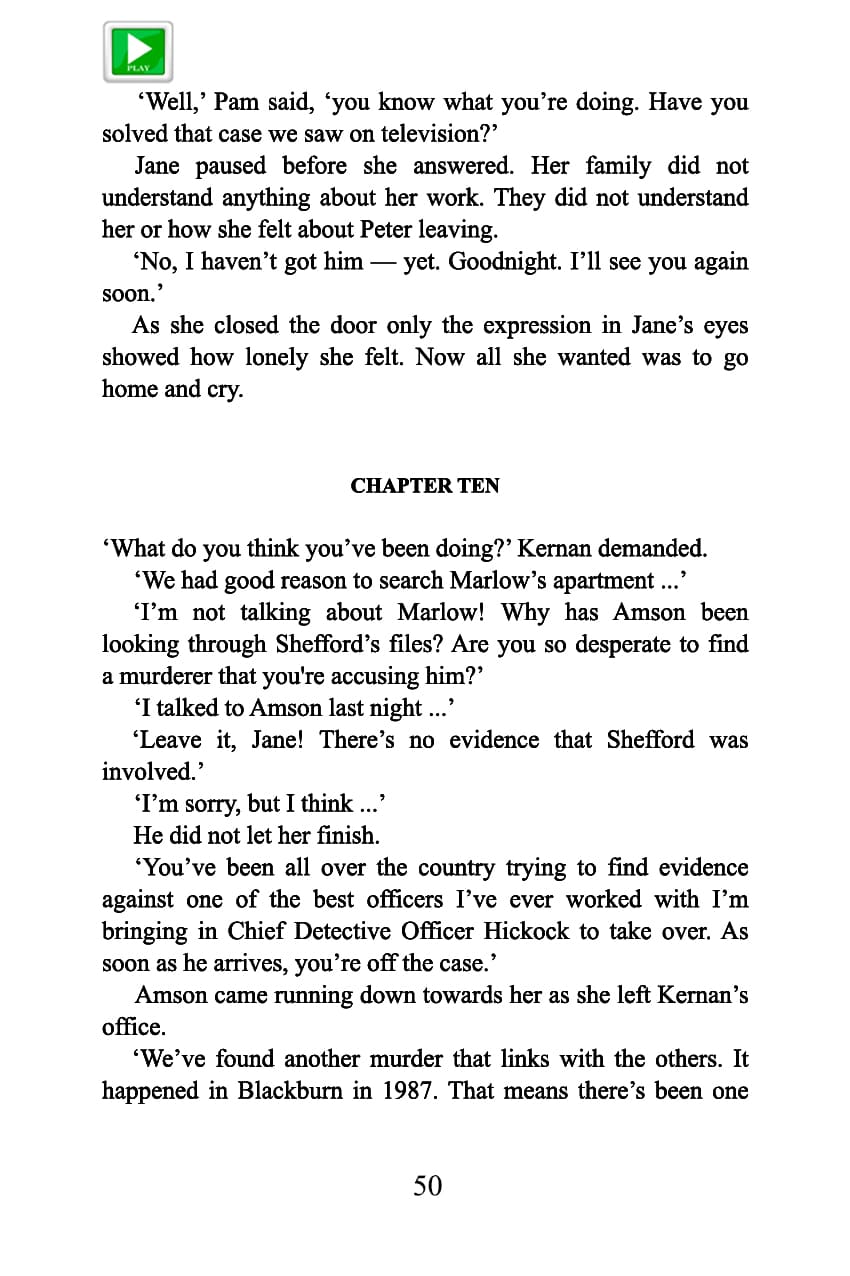 PLAY
‘Well,’ Pam said, ‘you know what you’re doing. Have you
solved that case we saw on television?’
Jane paused before she answered. Her family did not
understand anything about her work. They did not understand
her or how she felt about Peter leaving.
‘No, I haven’t got him — yet. Goodnight. I’ll see you again
soon.’
As she closed the door only the expression in Jane’s eyes
showed how lonely she felt. Now all she wanted was to go
home and cry.
CHAPTER TEN
‘What do you think you’ve been doing?’ Kernan demanded.
‘We had good reason to search Marlow’s apartment ...’
‘I’m not talking about Marlow! Why has Amson been
looking through Shefford’s files? Are you so desperate to find
a murderer that you're accusing him?’
‘I talked to Amson last night ...’
‘Leave it, Jane! There’s no evidence that Shefford was
involved.’
‘I’m sorry, but I think ...’
He did not let her finish.
‘You’ve been all over the country trying to find evidence
against one of the best officers I’ve ever worked with I’m
bringing in Chief Detective Officer Hickock to take over. As
soon as he arrives, you’re off the case.’
Amson came running down towards her as she left Kernan’s
office.
‘We’ve found another murder that links with the others. It
happened in Blackburn in 1987. That means there’s been one
50